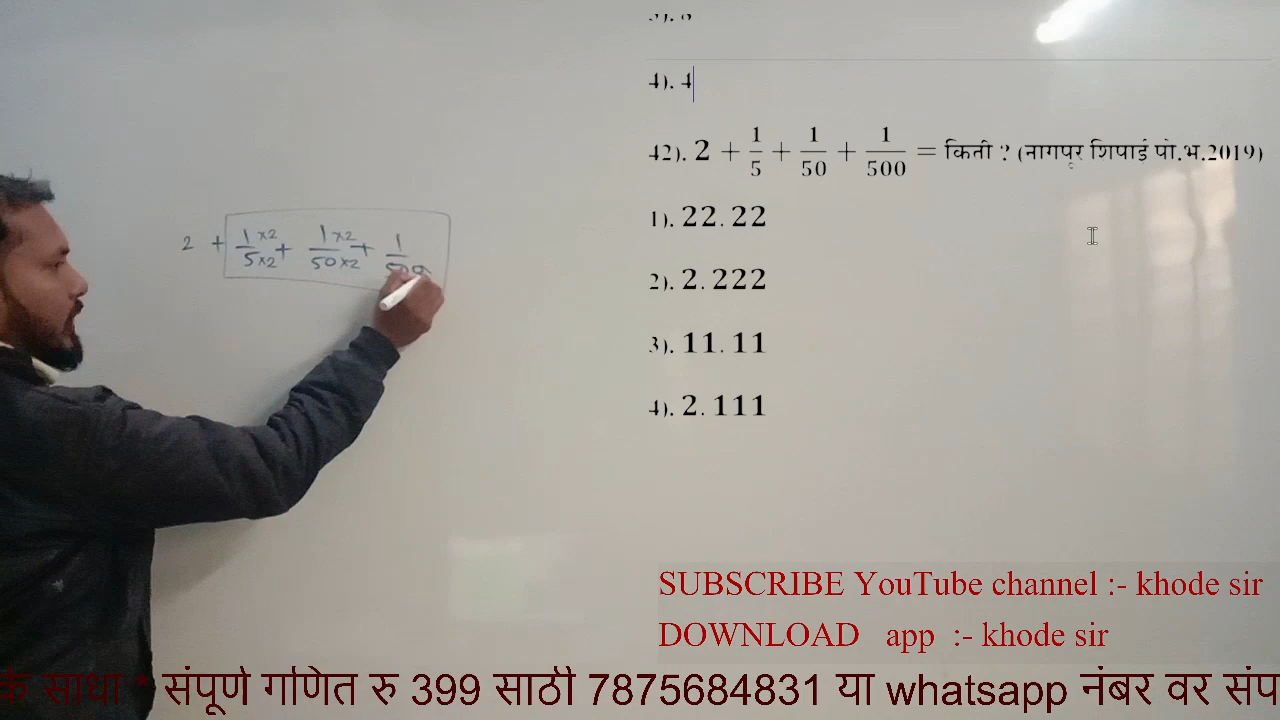 4). 4
42). 2 + 1/5 + 1/50 + 1/500 = किती ? (नागपूर शिपाई पो.भ.2019)
1). 22.22
2). 2.222
3). 11.11
4). 2.111
2 + 1×2/5×2 + 1×2/50×2 + 1/500
SUBSCRIBE YouTube channel :- khode sir
DOWNLOAD app :- khode sir
* संपूर्ण गणित रु 399 साठी 7875684831 या whatsapp नंबर वर संप